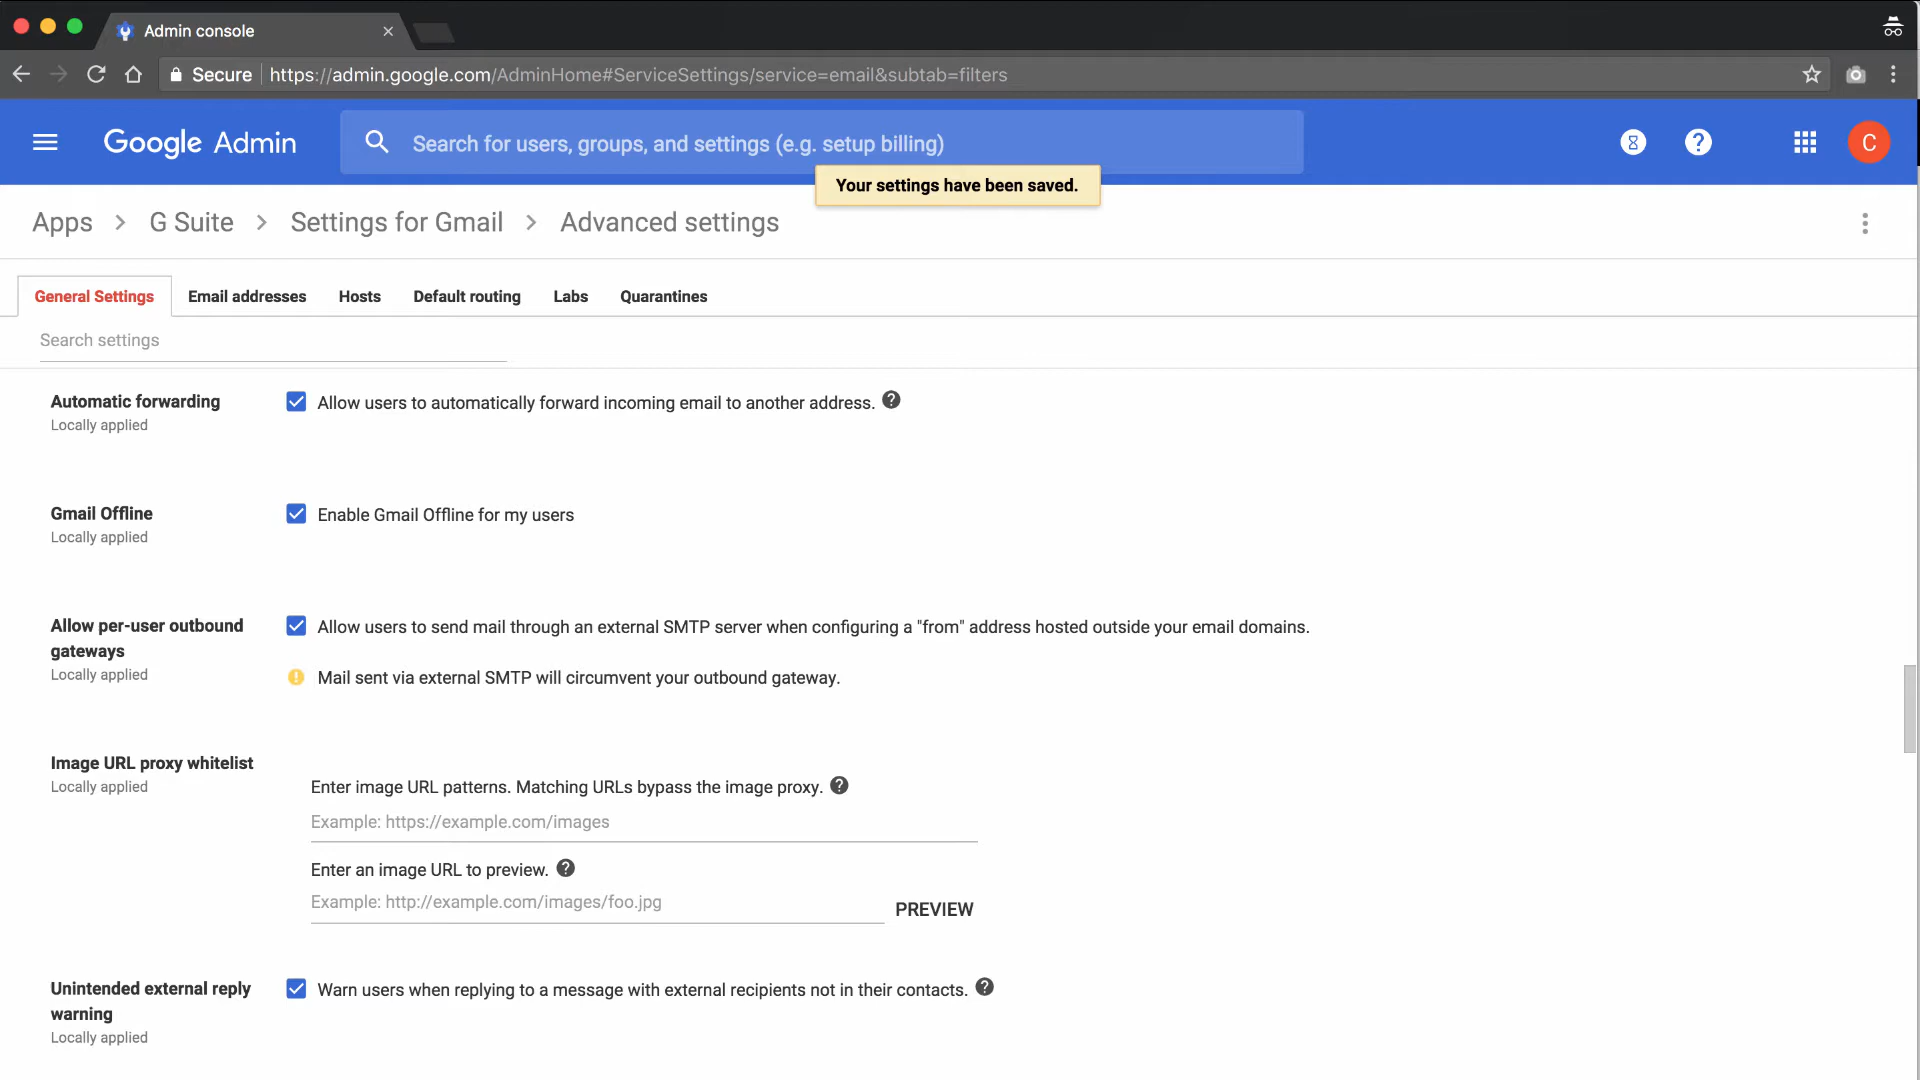 Admin console
Secure https://admin.google.com/AdminHome#ServiceSettings/service=email&subtab=filters
Google Admin
Search for users, groups, and settings (e.g. setup billing)
8
?
C
Your settings have been saved.
Apps > G Suite > Settings for Gmail > Advanced settings
General Settings Email addresses Hosts Default routing Labs Quarantines
Search settings
Automatic forwarding
Locally applied
Allow users to automatically forward incoming email to another address. ?
Gmail Offline
Locally applied
Enable Gmail Offline for my users
Allow per-user outbound
gateways
Locally applied
Allow users to send mail through an external SMTP server when configuring a "from" address hosted outside your email domains.
! Mail sent via external SMTP will circumvent your outbound gateway.
Image URL proxy whitelist
Locally applied
Enter image URL patterns. Matching URLs bypass the image proxy. ?
Example: https://example.com/images
Enter an image URL to preview. ?
Example: http://example.com/images/foo.jpg
PREVIEW
Unintended external reply
warning
Locally applied
Warn users when replying to a message with external recipients not in their contacts. ?